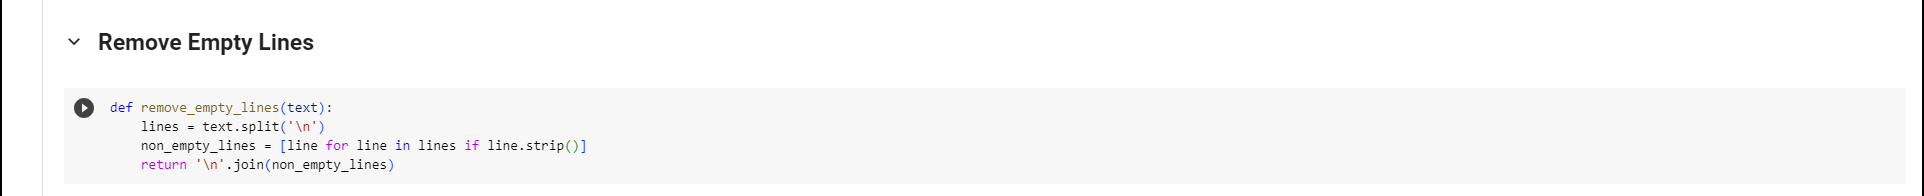 Remove Empty Lines
def remove_empty_lines(text):
    lines = text.split('\n')
    non_empty_lines = [line for line in lines if line.strip()]
    return '\n'.join(non_empty_lines)